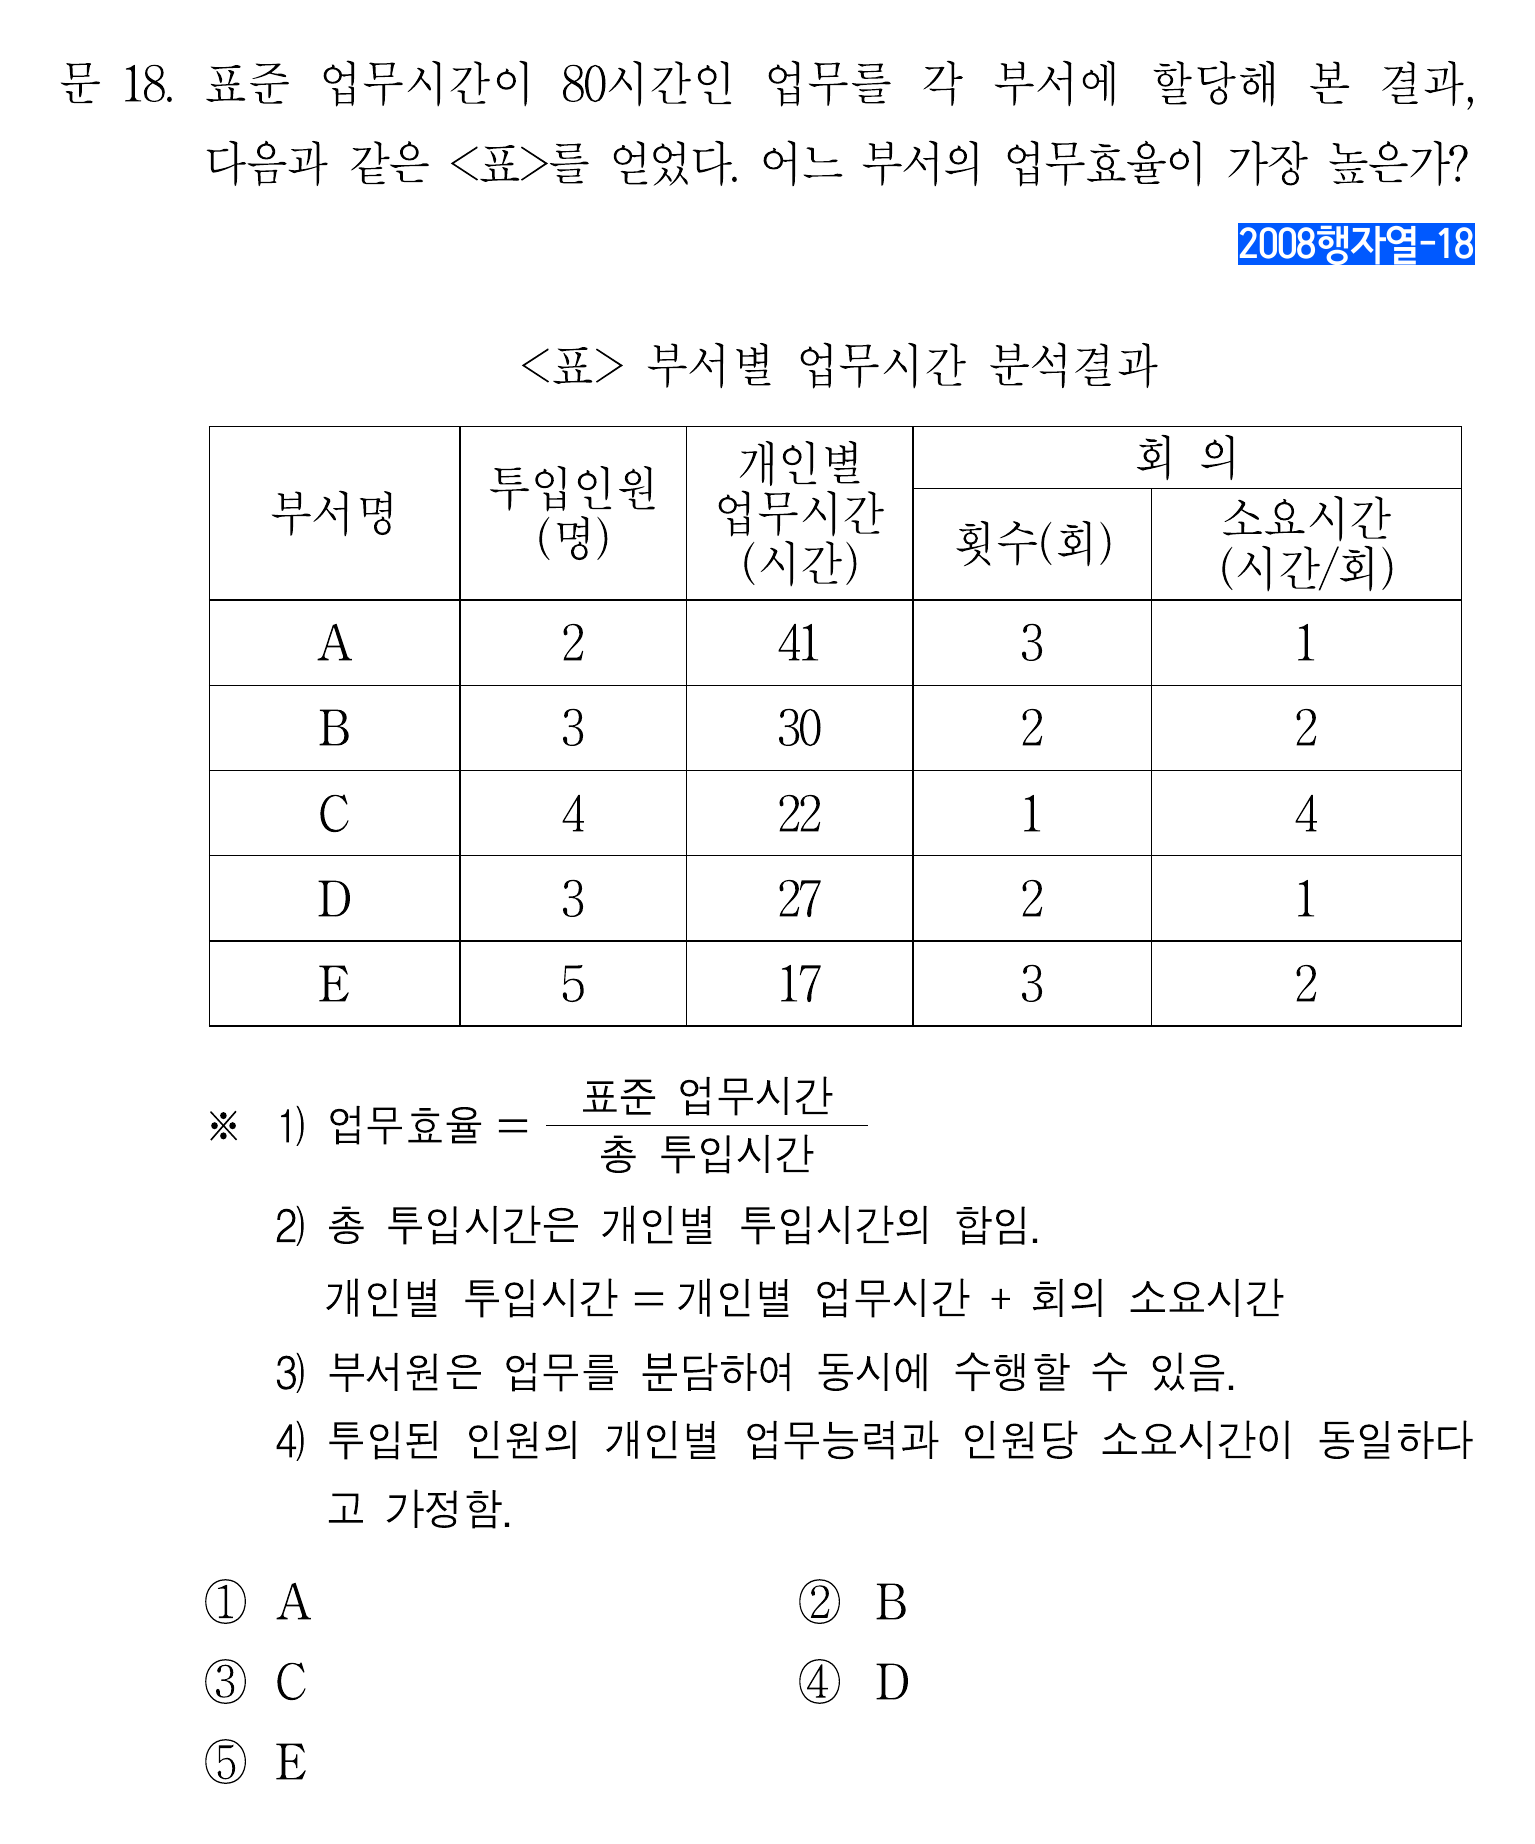 문 18. 표준 업무시간이 80시간인 업무를 각 부서에 할당해 본 결과,
다음과 같은 <표>를 얻었다. 어느 부서의 업무효율이 가장 높은가?
2008행자열-18
<표> 부서별 업무시간 분석결과
부서명 투입인원(명) 개인별 업무시간(시간) 회 의
횟수(회) 소요시간(시간/회)
A 2 41 3 1
B 3 30 2 2
C 4 22 1 4
D 3 27 2 1
E 5 17 3 2
※ 1) 업무효율 = 표준 업무시간 / 총 투입시간
2) 총 투입시간은 개인별 투입시간의 합임.
개인별 투입시간 = 개인별 업무시간 + 회의 소요시간
3) 부서원은 업무를 분담하여 동시에 수행할 수 있음.
4) 투입된 인원의 개인별 업무능력과 인원당 소요시간이 동일하다
고 가정함.
① A ② B
③ C ④ D
⑤ E